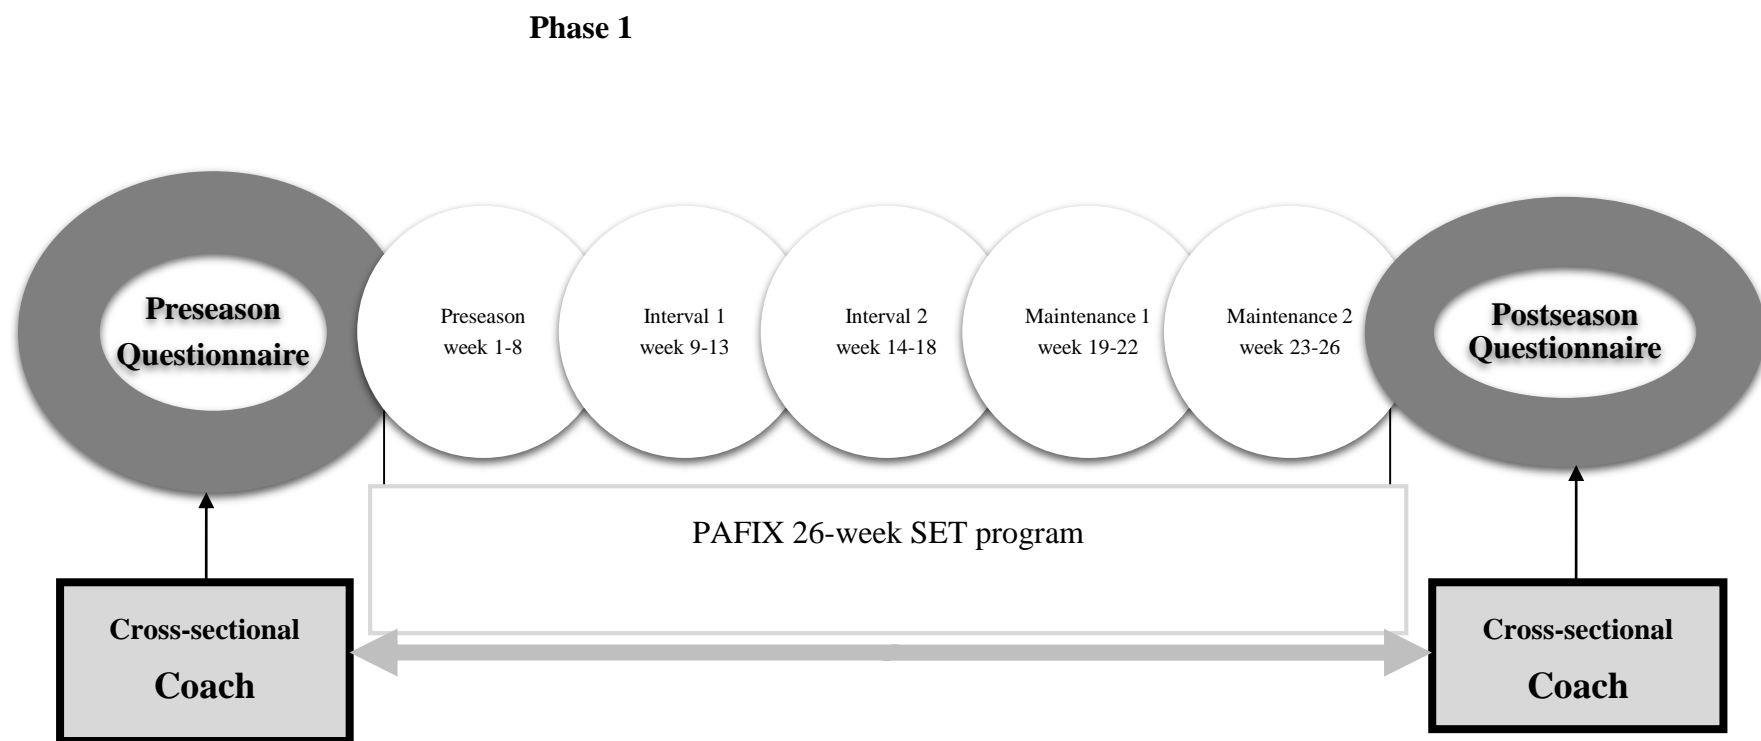 Phase 1
Preseason
Questionnaire
Preseason
week 1-8
Interval 1
week 9-13
Interval 2
week 14-18
Maintenance 1
week 19-22
Maintenance 2
week 23-26
Postseason
Questionnaire
PAFIX 26-week SET program
Cross-sectional
Coach
Cross-sectional
Coach